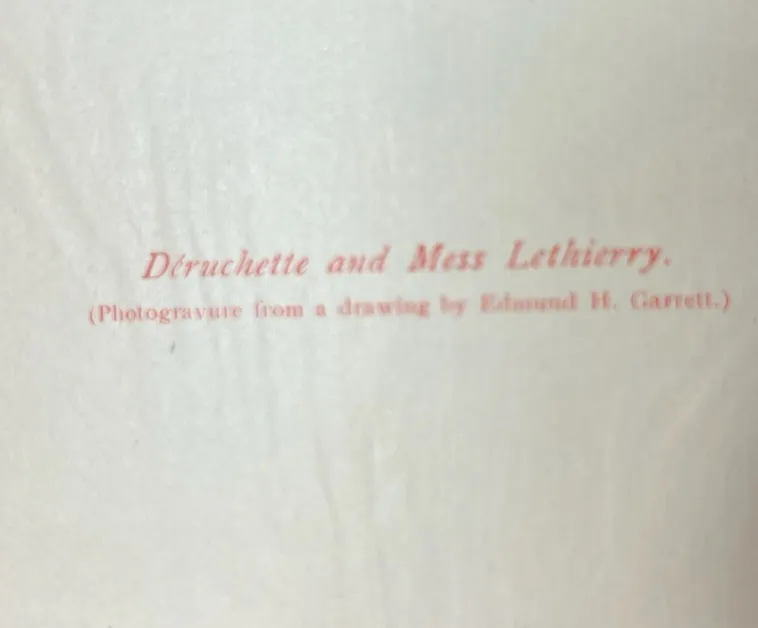 Déruchette and Mess Lethierry.
(Photogravure from a drawing by Edmund H. Garrett.)